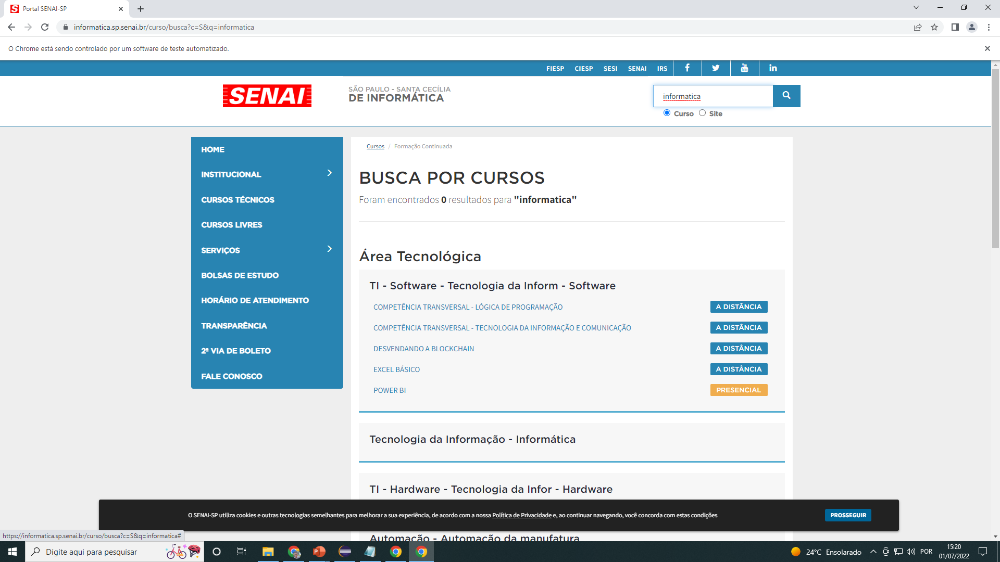 Portal SENAI-SP
informatica.sp.senai.br/curso/busca?c=S&q=informatica
O Chrome está sendo controlado por um software de teste automatizado.
FIESP CIESP SESI SENAI IRS
SENAI
SÃO PAULO - SANTA CECÍLIA
DE INFORMÁTICA
informatica
Curso Site
HOME
INSTITUCIONAL
CURSOS TÉCNICOS
CURSOS LIVRES
SERVIÇOS
BOLSAS DE ESTUDO
HORÁRIO DE ATENDIMENTO
TRANSPARÊNCIA
2ª VIA DE BOLETO
FALE CONOSCO
Cursos / Formação Continuada
BUSCA POR CURSOS
Foram encontrados 0 resultados para "informatica"
Área Tecnológica
TI - Software - Tecnologia da Inform - Software
COMPETÊNCIA TRANSVERSAL - LÓGICA DE PROGRAMAÇÃO A DISTÂNCIA
COMPETÊNCIA TRANSVERSAL - TECNOLOGIA DA INFORMAÇÃO E COMUNICAÇÃO A DISTÂNCIA
DESVENDANDO A BLOCKCHAIN A DISTÂNCIA
EXCEL BÁSICO A DISTÂNCIA
POWER BI PRESENCIAL
Tecnologia da Informação - Informática
TI - Hardware - Tecnologia da Infor - Hardware
O SENAI-SP utiliza cookies e outras tecnologias semelhantes para melhorar a sua experiência, de acordo com a nossa Política de Privacidade e, ao continuar navegando, você concorda com estas condições PROSSEGUIR
Automação - Automação da manufatura
https://informatica.sp.senai.br/curso/busca?c=S&q=informatica#
Digite aqui para pesquisar
24°C Ensolarado
POR
15:20
01/07/2022